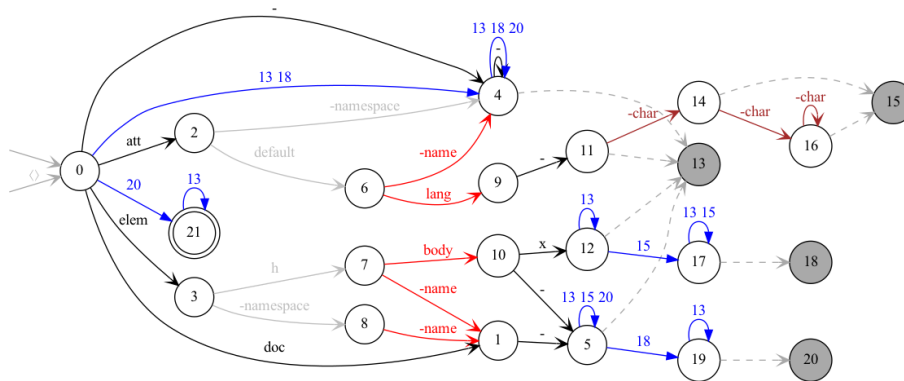 -
13 18 20
-
13 18
-namespace
4
14
15
-char
-char
-char
att
2
default
-name
11
16
-
13
⟨⟩
0
6
lang
9
20
13
21
elem
13
13 15
h
7
body
10
x
12
15
17
18
3
-namespace
-name
-
13 15 20
8
-name
13
doc
1
-
5
18
19
20